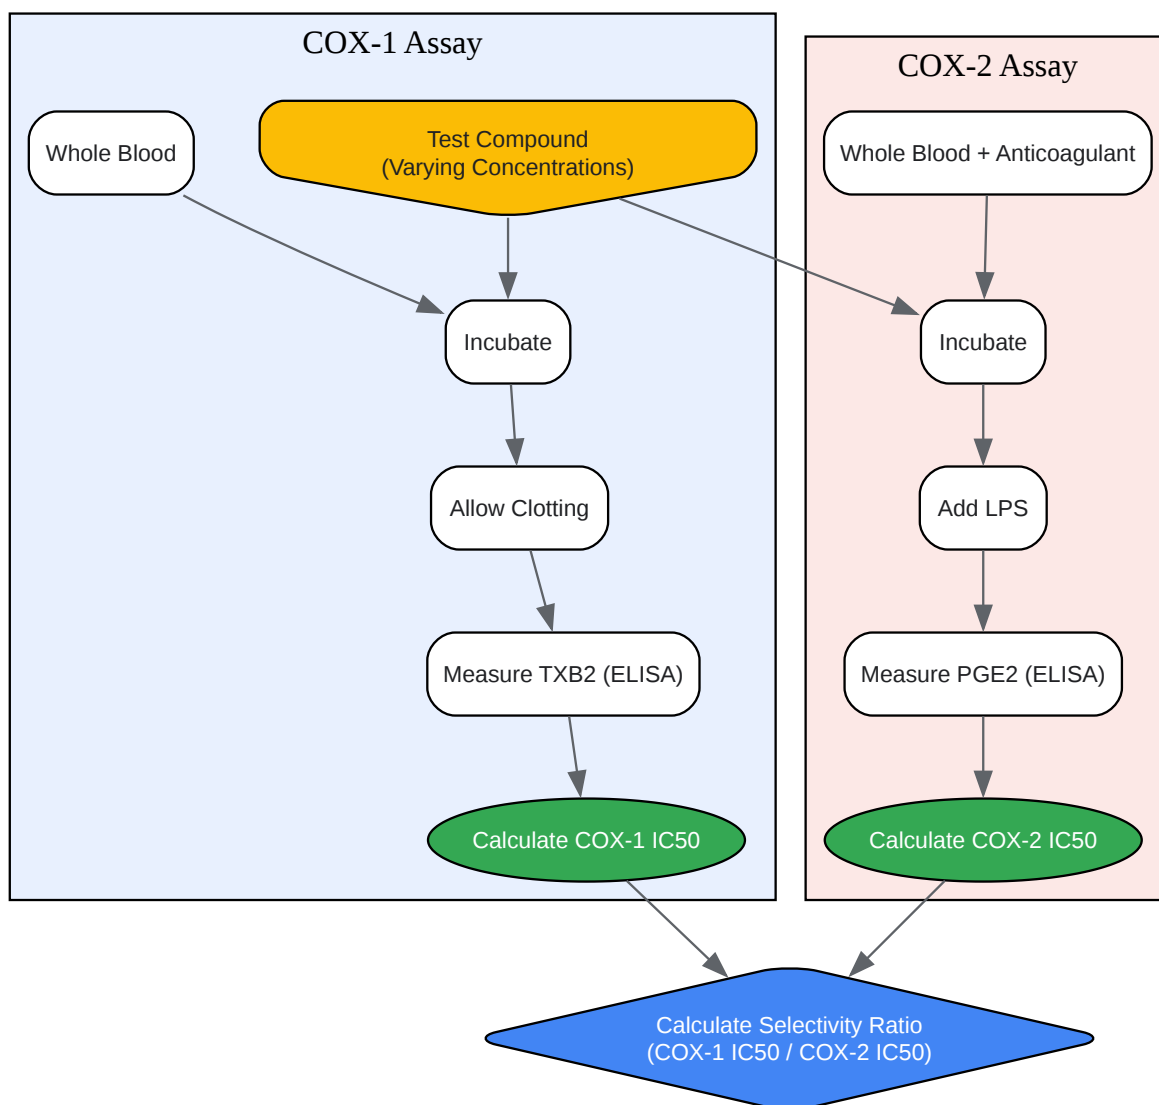 COX-1 Assay
Whole Blood
Test Compound
(Varying Concentrations)
Incubate
Allow Clotting
Measure TXB2 (ELISA)
Calculate COX-1 IC50
COX-2 Assay
Whole Blood + Anticoagulant
Incubate
Add LPS
Measure PGE2 (ELISA)
Calculate COX-2 IC50
Calculate Selectivity Ratio
(COX-1 IC50 / COX-2 IC50)